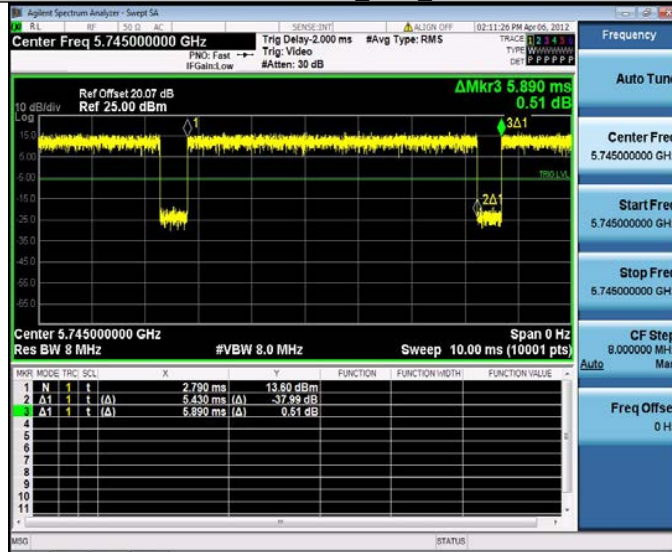 Agilent Spectrum Analyzer - Swept SA
RL RF 50 Ω AC SENSE:INT ALIGN OFF 02:11:26 PM Apr 06, 2012
Center Freq 5.745000000 GHz
PNO: Fast
IFGain:Low
Trig Delay-2.000 ms
Trig: Video
#Atten: 30 dB
#Avg Type: RMS
TRACE 1 2 3 4 5 6
TYPE WWWWWW
DET P P P P P P
Ref Offset 20.07 dB
10 dB/div Ref 25.00 dBm
Log
ΔMkr3 5.890 ms
0.51 dB
15.0
5.00
-5.00
-15.0
-25.0
-35.0
-65.0
1
3Δ1
TRIG LVL
2Δ1
Center 5.745000000 GHz Span 0 Hz
Res BW 8 MHz #VBW 8.0 MHz Sweep 10.00 ms (10001 pts)
MKR MODE TRC SCL X Y FUNCTION FUNCTION WIDTH FUNCTION VALUE
1 N 1 t 2.790 ms 13.60 dBm
2 Δ1 1 t (Δ) 5.430 ms (Δ) -37.99 dB
3 Δ1 1 t (Δ) 5.890 ms (Δ) 0.51 dB
4
5
6
7
8
9
10
11
MSG STATUS
Frequency
Auto Tune
Center Freq
5.745000000 GH
Start Freq
5.745000000 GH
Stop Freq
5.745000000 GH
CF Step
8.000000 MH
Auto Man
Freq Offset
0 H